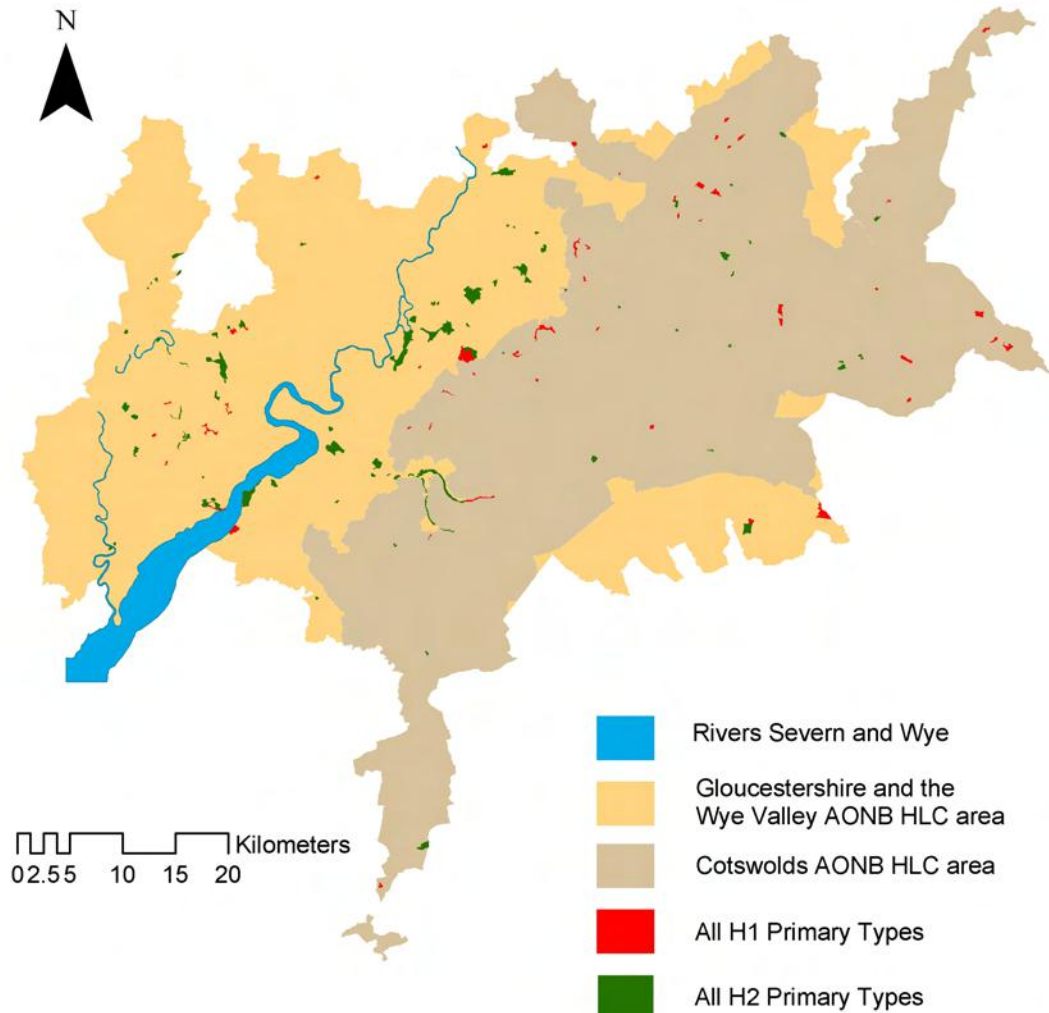 N
Rivers Severn and Wye
Gloucestershire and the
Wye Valley AONB HLC area
Kilometers
0 2.5 5 10 15 20
Cotswolds AONB HLC area
All H1 Primary Types
All H2 Primary Types